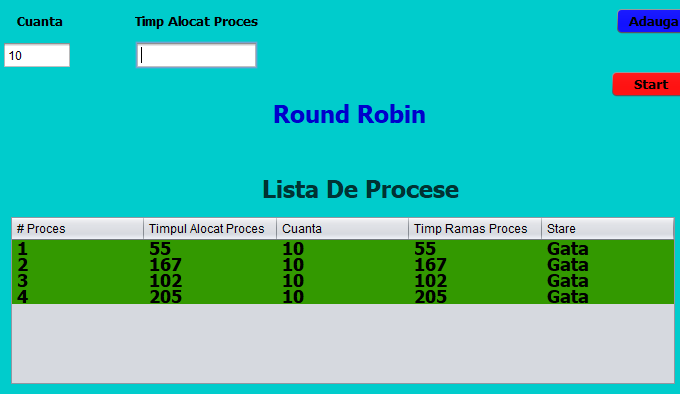 Cuanta Timp Alocat Proces Adauga
10
Start
Round Robin
Lista De Procese
# Proces Timpul Alocat Proces Cuanta Timp Ramas Proces Stare
1 55 10 55 Gata
2 167 10 167 Gata
3 102 10 102 Gata
4 205 10 205 Gata